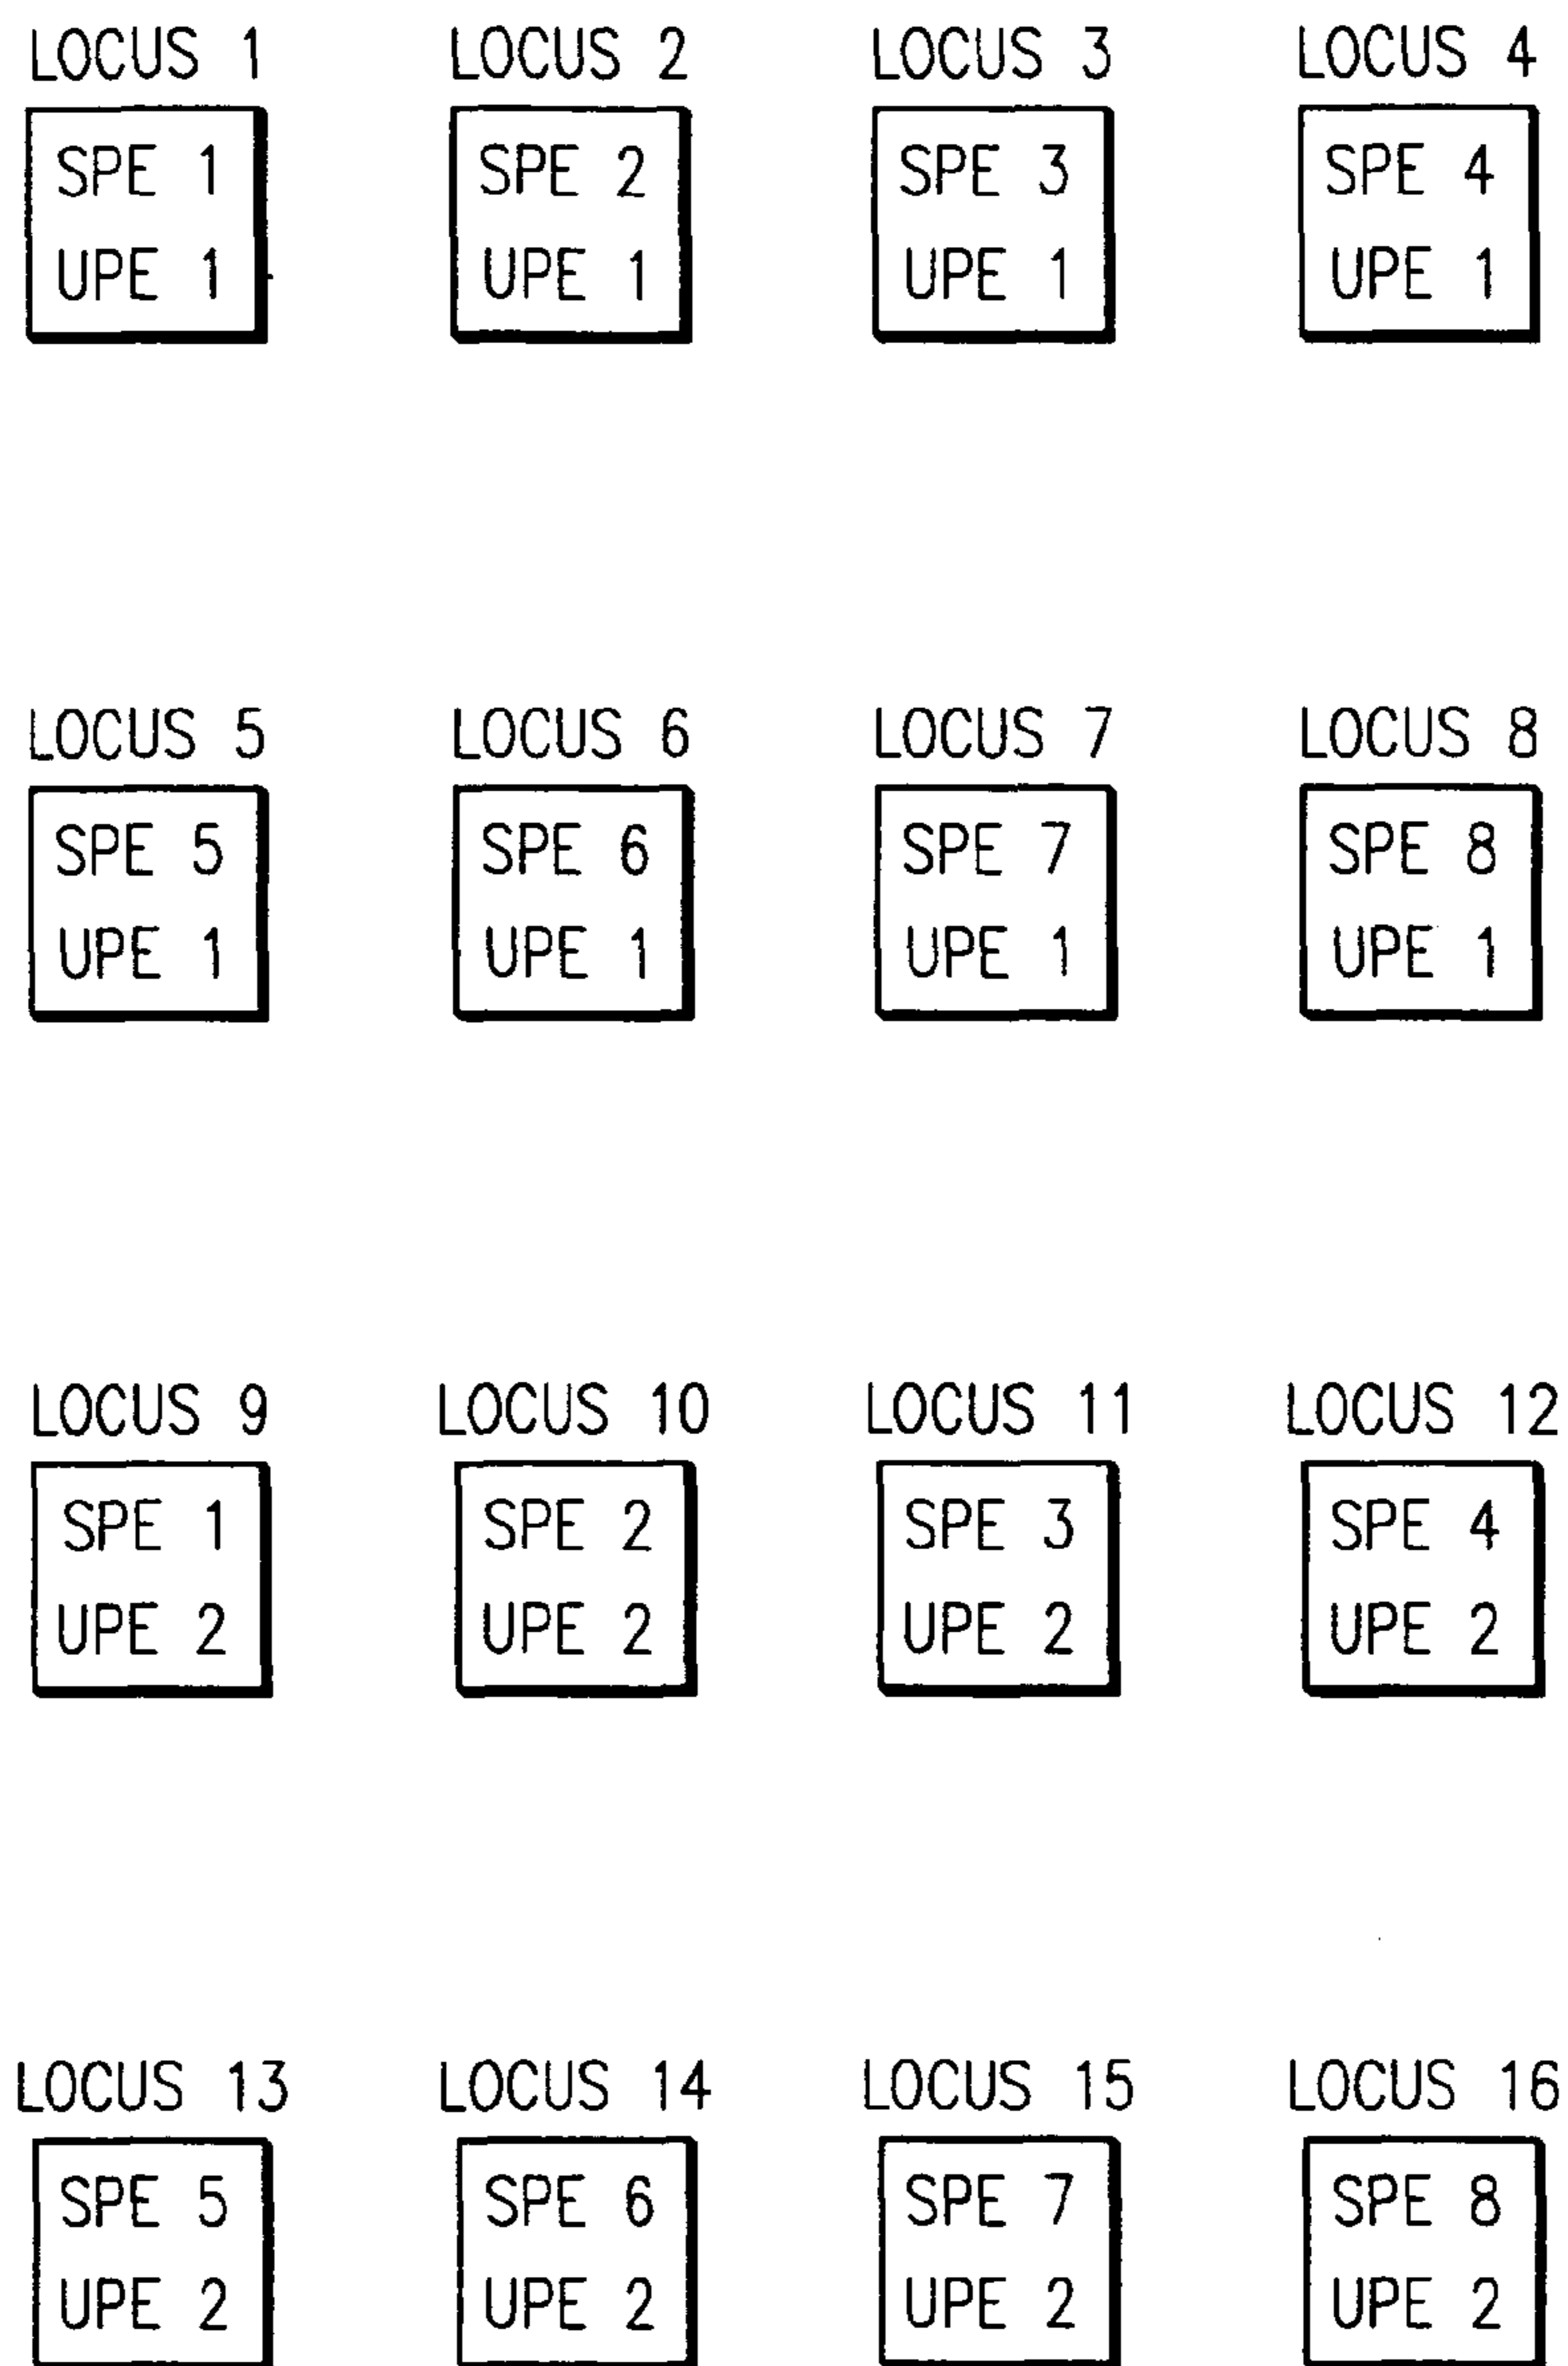 LOCUS 1 LOCUS 2 LOCUS 3 LOCUS 4
SPE 1 SPE 2 SPE 3 SPE 4
UPE 1 UPE 1 UPE 1 UPE 1
LOCUS 5 LOCUS 6 LOCUS 7 LOCUS 8
SPE 5 SPE 6 SPE 7 SPE 8
UPE 1 UPE 1 UPE 1 UPE 1
LOCUS 9 LOCUS 10 LOCUS 11 LOCUS 12
SPE 1 SPE 2 SPE 3 SPE 4
UPE 2 UPE 2 UPE 2 UPE 2
LOCUS 13 LOCUS 14 LOCUS 15 LOCUS 16
SPE 5 SPE 6 SPE 7 SPE 8
UPE 2 UPE 2 UPE 2 UPE 2